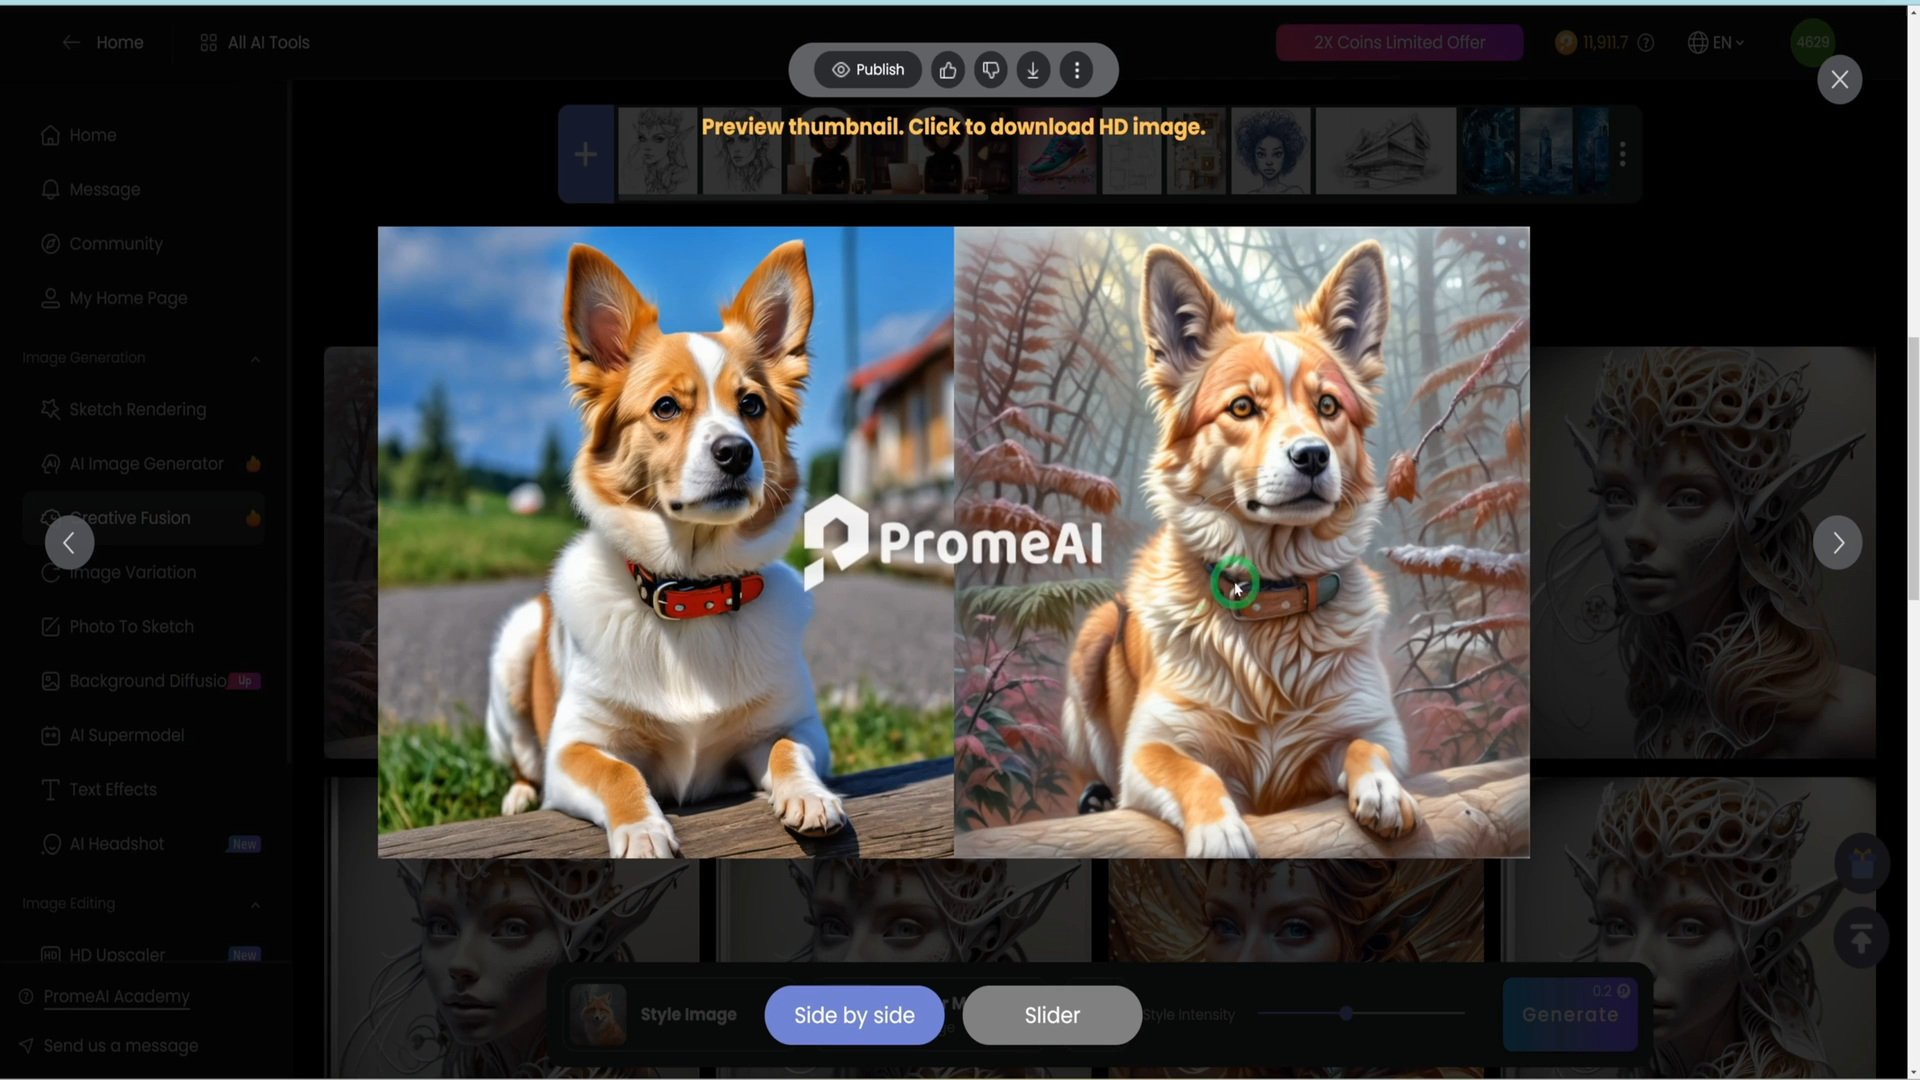 Home
All AI Tools
Publish
2X Coins Limited Offer
11,911.7
EN
4629
Preview thumbnail. Click to download HD image.
Home
Message
Community
My Home Page
Image Generation
Sketch Rendering
AI Image Generator
Creative Fusion
Image Variation
Photo To Sketch
Background Diffusio
Up
AI Supermodel
Text Effects
AI Headshot
New
Image Editing
HD Upscaler
New
PromeAI Academy
Send us a message
PromeAI
Style Image
Side by side
Slider
Style Intensity
0.2
Generate